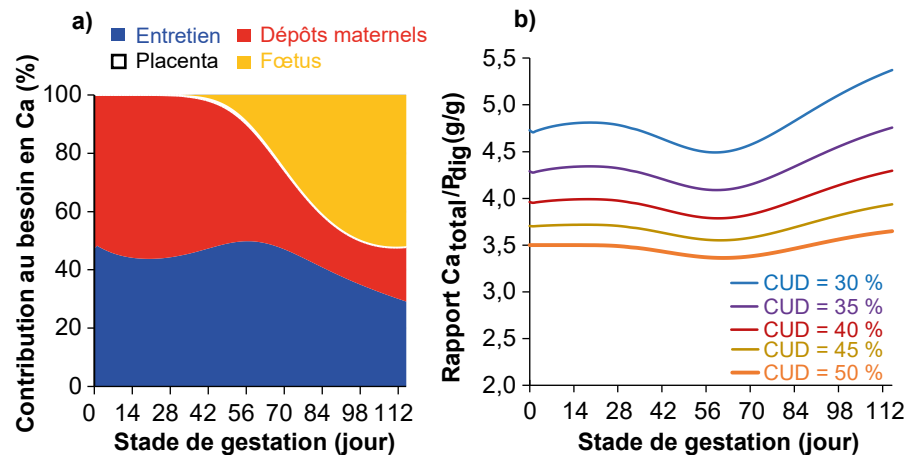 a)
Entretien Dépôts maternels
Placenta Fœtus
Contribution au besoin en Ca (%)
100
80
60
40
20
0
0 14 28 42 56 70 84 98 112
Stade de gestation (jour)
b)
Rapport Ca total/P dig (g/g)
5,5
5,0
4,5
4,0
3,5
3,0
2,5
2,0
CUD = 30 %
CUD = 35 %
CUD = 40 %
CUD = 45 %
CUD = 50 %
0 14 28 42 56 70 84 98 112
Stade de gestation (jour)